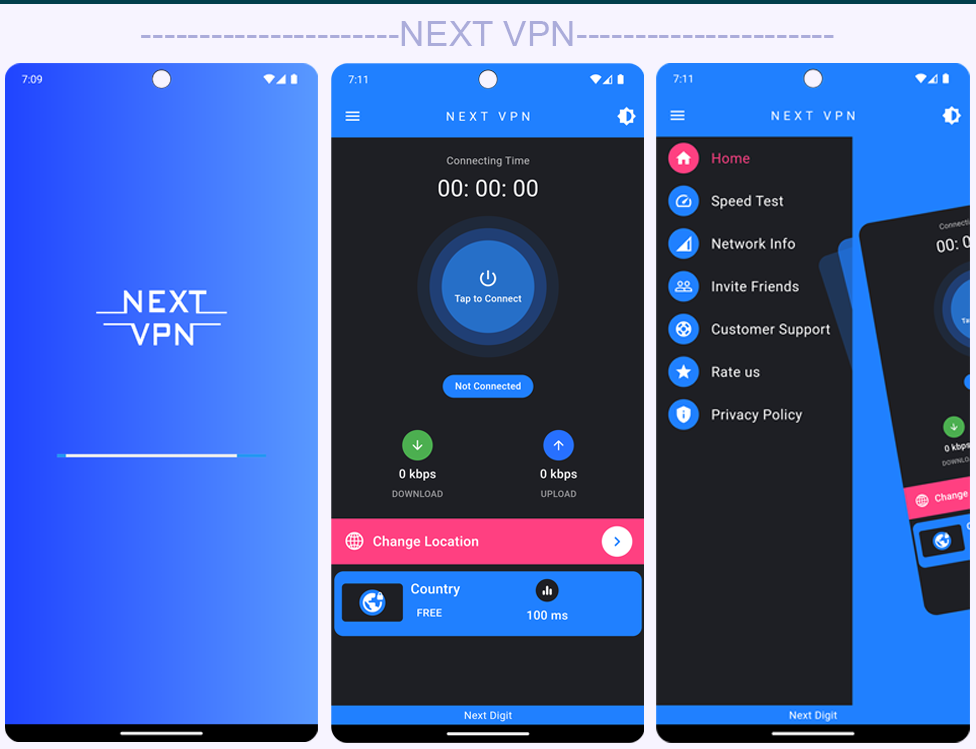 ----------------------NEXT VPN----------------------
7:09
NEXT
VPN
7:11
NEXT VPN
Connecting Time
00: 00: 00
Tap to Connect
Not Connected
0 kbps
0 kbps
DOWNLOAD
UPLOAD
Change Location
Country
FREE
100 ms
Next Digit
7:11
NEXT VPN
Home
Speed Test
Network Info
Invite Friends
Customer Support
Rate us
Privacy Policy
00: 0
0 kbps
Change
Next Digit